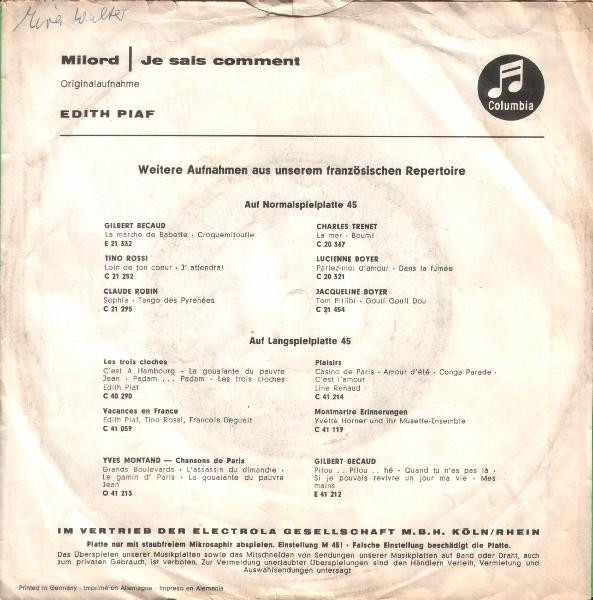 Milord | Je sais comment
Originalaufnahme
EDITH PIAF
Columbia
Weitere Aufnahmen aus unserem französischen Repertoire
Auf Normalspielplatte 45
GILBERT BECAUD
La marche de Babette · Croquemitoufle
E 21 332
CHARLES TRENET
La mer · Boum!
C 20 367
TINO ROSSI
Loin de ton coeur · J' attendrai
C 21 252
LUCIENNE BOYER
Parlez-moi d'amour · Dans la fumée
C 20 321
CLAUDE ROBIN
Sophia · Tango des Pyrenées
C 21 295
JACQUELINE BOYER
Tom Pillibi · Gouli Gouli Dou
C 21 454
Auf Langspielplatte 45
Les trois cloches
C'est à Hambourg · La goualante du pauvre
Jean · Padam ... Padam · Les trois cloches
Edith Piaf
C 40 290
Plaisirs
Casino de Paris · Amour d'été · Conga Parade ·
C'est l'amour
Line Renaud
C 41 214
Vacances en France
Edith Piaf, Tino Rossi, Francois Deguelt
C 41 059
Montmartre Erinnerungen
Yvette Horner und ihr Musette-Ensemble
C 41 119
YVES MONTAND — Chansons de Paris
Grands Boulevards · L'assassin du dimanche ·
Le gamin d' Paris · La goualante du pauvre
Jean
O 41 213
GILBERT BECAUD
Pilou .. Pilou .. hé · Quand tu n'es pas là ·
Si je pouvais revivre un jour ma vie · Mes
mains
E 41 212
IM VERTRIEB DER ELECTROLA GESELLSCHAFT M.B.H. KÖLN/RHEIN
Platte nur mit staubfreiem Mikrosaphir abspielen. Einstellung M 45! · Falsche Einstellung beschädigt die Platte.
Das Überspielen unserer Musikplatten sowie das Mitschneiden von Sendungen unserer Musikplatten auf Band oder Draht, auch
zum privaten Gebrauch, ist verboten. Zur Vermeidung unerlaubter Überspielungen sind den Händlern Verleih, Vermietung und
Auswahlsendungen untersagt
Printed in Germany · Imprimé en Allemagne · Impreso en Alemania